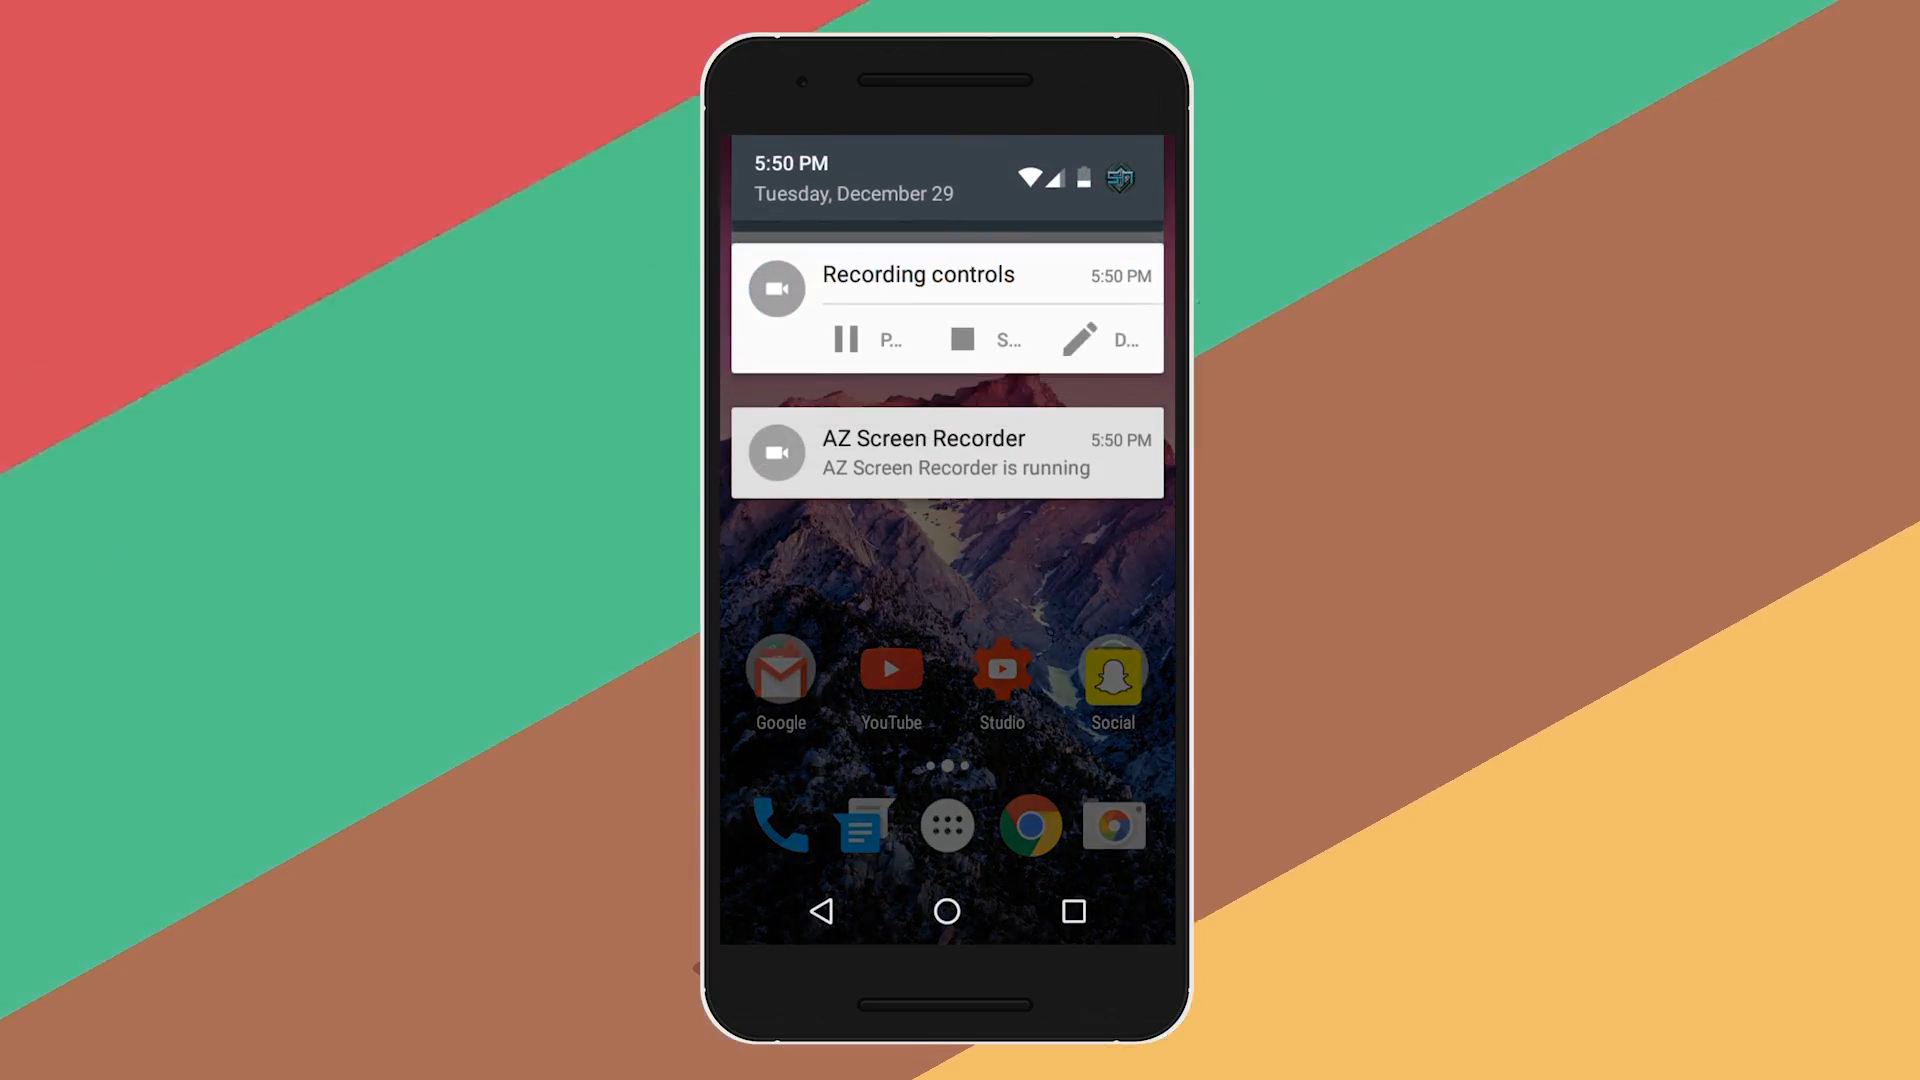 5:50 PM
Tuesday, December 29
Recording controls
5:50 PM
P...
S...
D...
AZ Screen Recorder
5:50 PM
AZ Screen Recorder is running
Google
YouTube
Studio
Social